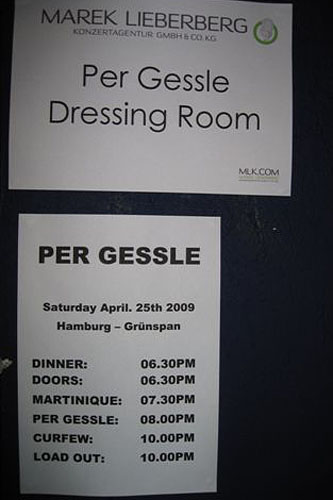 MAREK LIEBERBERG
KONZERTAGENTUR GMBH & CO. KG
Per Gessle
Dressing Room
MLK.COM
PER GESSLE
Saturday April. 25th 2009
Hamburg – Grünspan
DINNER: 06.30PM
DOORS: 06.30PM
MARTINIQUE: 07.30PM
PER GESSLE: 08.00PM
CURFEW: 10.00PM
LOAD OUT: 10.00PM